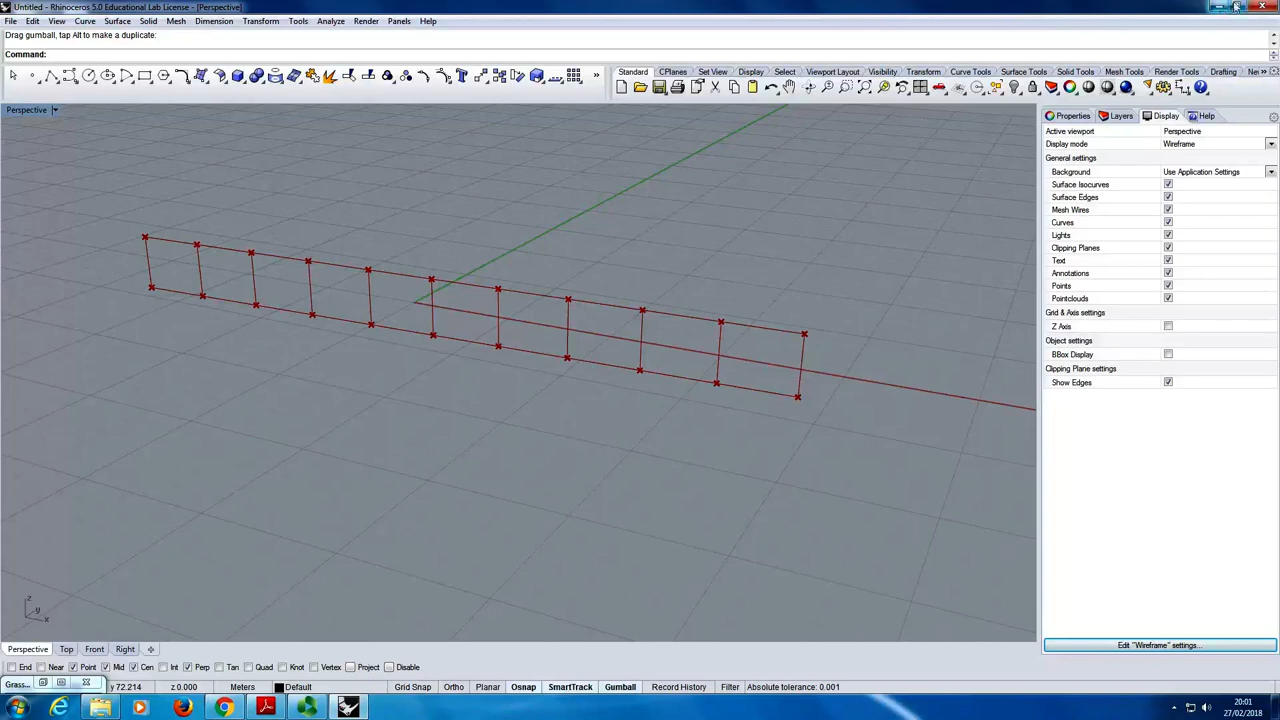 Untitled - Rhinoceros 5.0 Educational Lab License - [Perspective]
File Edit View Curve Surface Solid Mesh Dimension Transform Tools Analyze Render Panels Help
Drag gumball, tap Alt to make a duplicate:
Command:
Standard CPlanes Set View Display Select Viewport Layout Visibility Transform Curve Tools Surface Tools Solid Tools Mesh Tools Render Tools Drafting
Perspective
Properties Layers Display Help
Active viewport Perspective
Display mode Wireframe
General settings
Background Use Application Settings
Surface Isocurves
Surface Edges
Mesh Wires
Curves
Lights
Clipping Planes
Text
Annotations
Points
Pointclouds
Grid & Axis settings
Z Axis
Object settings
BBox Display
Clipping Plane settings
Show Edges
z
y
x
Edit "Wireframe" settings...
Perspective Top Front Right
End Near Point Mid Cen Int Perp Tan Quad Knot Vertex Project Disable
Grass... y 72.214 z 0.000 Meters Default Grid Snap Ortho Planar Osnap SmartTrack Gumball Record History Filter Absolute tolerance: 0.001
20:01
27/02/2018